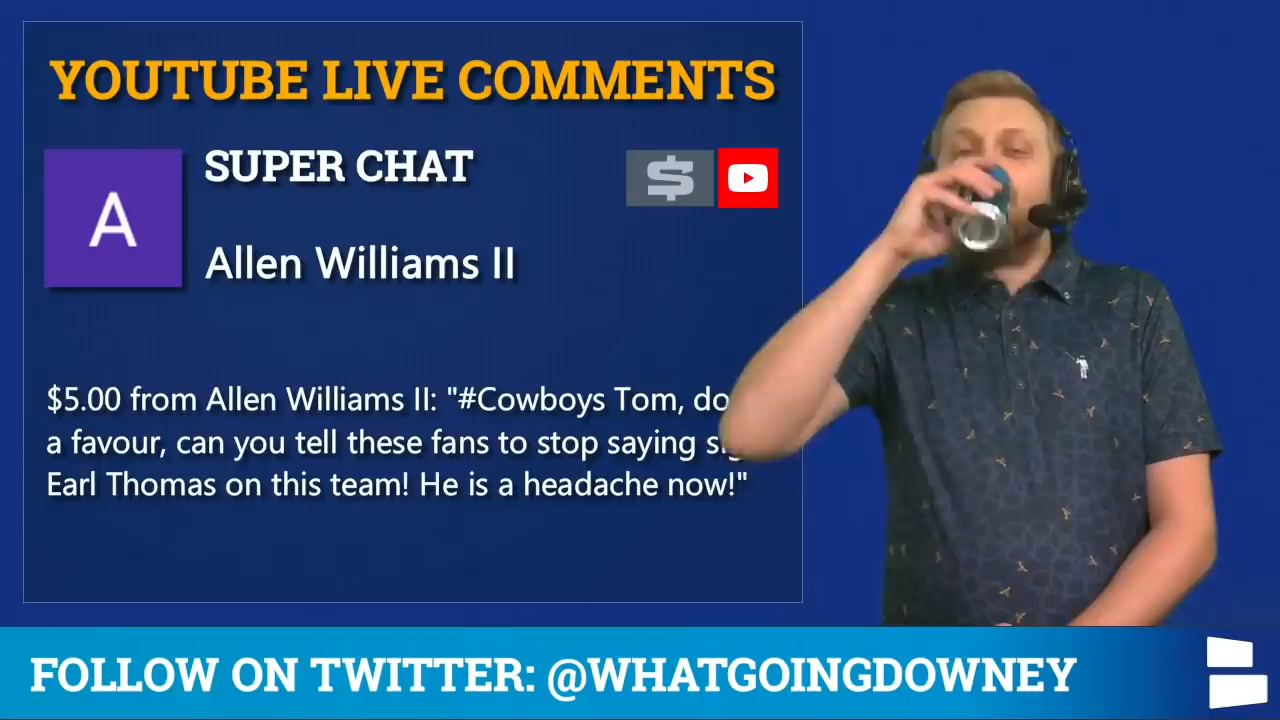 YOUTUBE LIVE COMMENTS
A
SUPER CHAT
$
Allen Williams II
$5.00 from Allen Williams II: "#Cowboys Tom, do
a favour, can you tell these fans to stop saying
Earl Thomas on this team! He is a headache now!"
FOLLOW ON TWITTER: @WHATGOINGDOWNEY